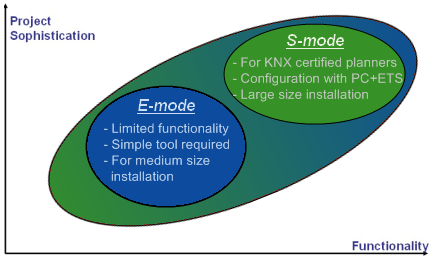 Project
Sophistication
S-mode
- For KNX certified planners
- Configuration with PC+ETS
- Large size installation
E-mode
- Limited functionality
- Simple tool required
- For medium size
installation
Functionality